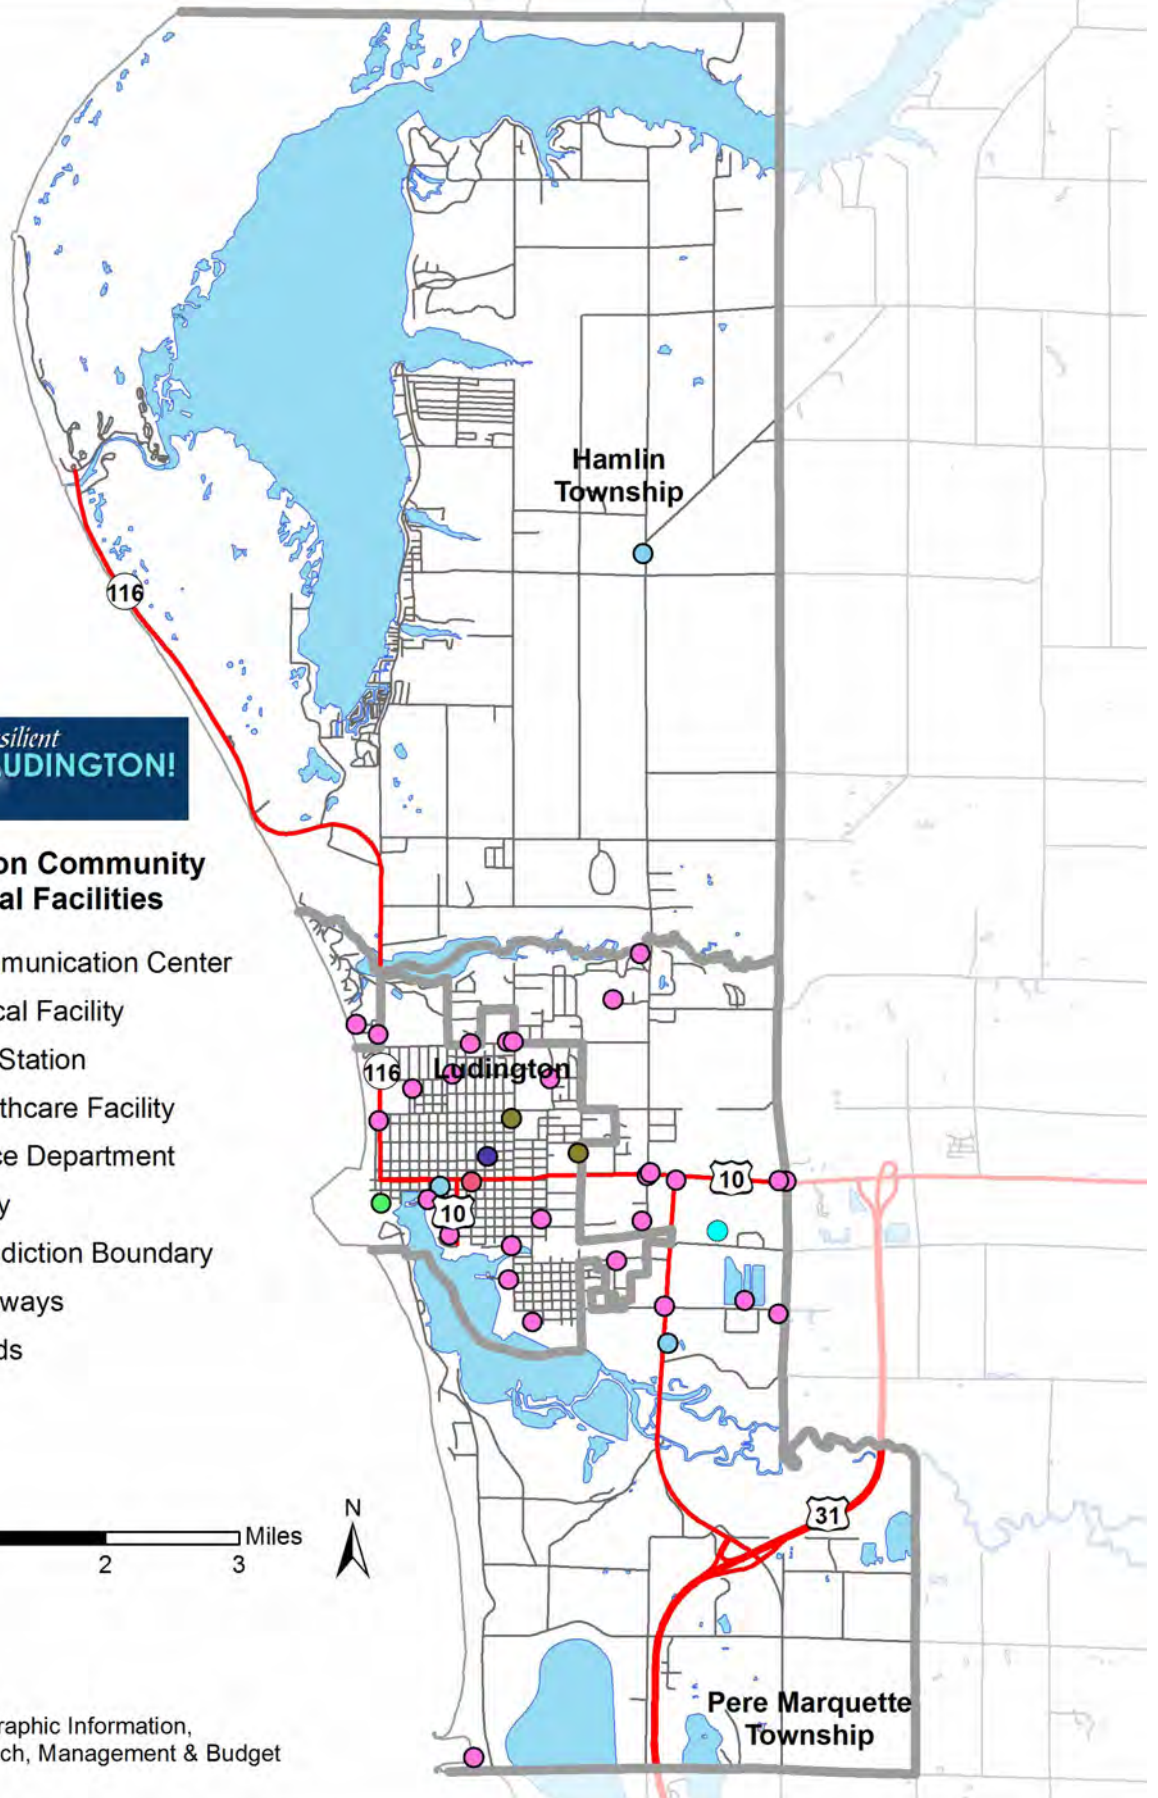 Hamlin
Township
116
silient
UDINGTON!
on Community
al Facilities
munication Center
cal Facility
Station
thcare Facility
ce Department
y
diction Boundary
ways
ds
116
Ludington
10
10
31
N
Miles
2
3
Pere Marquette
Township
raphic Information,
ch, Management & Budget